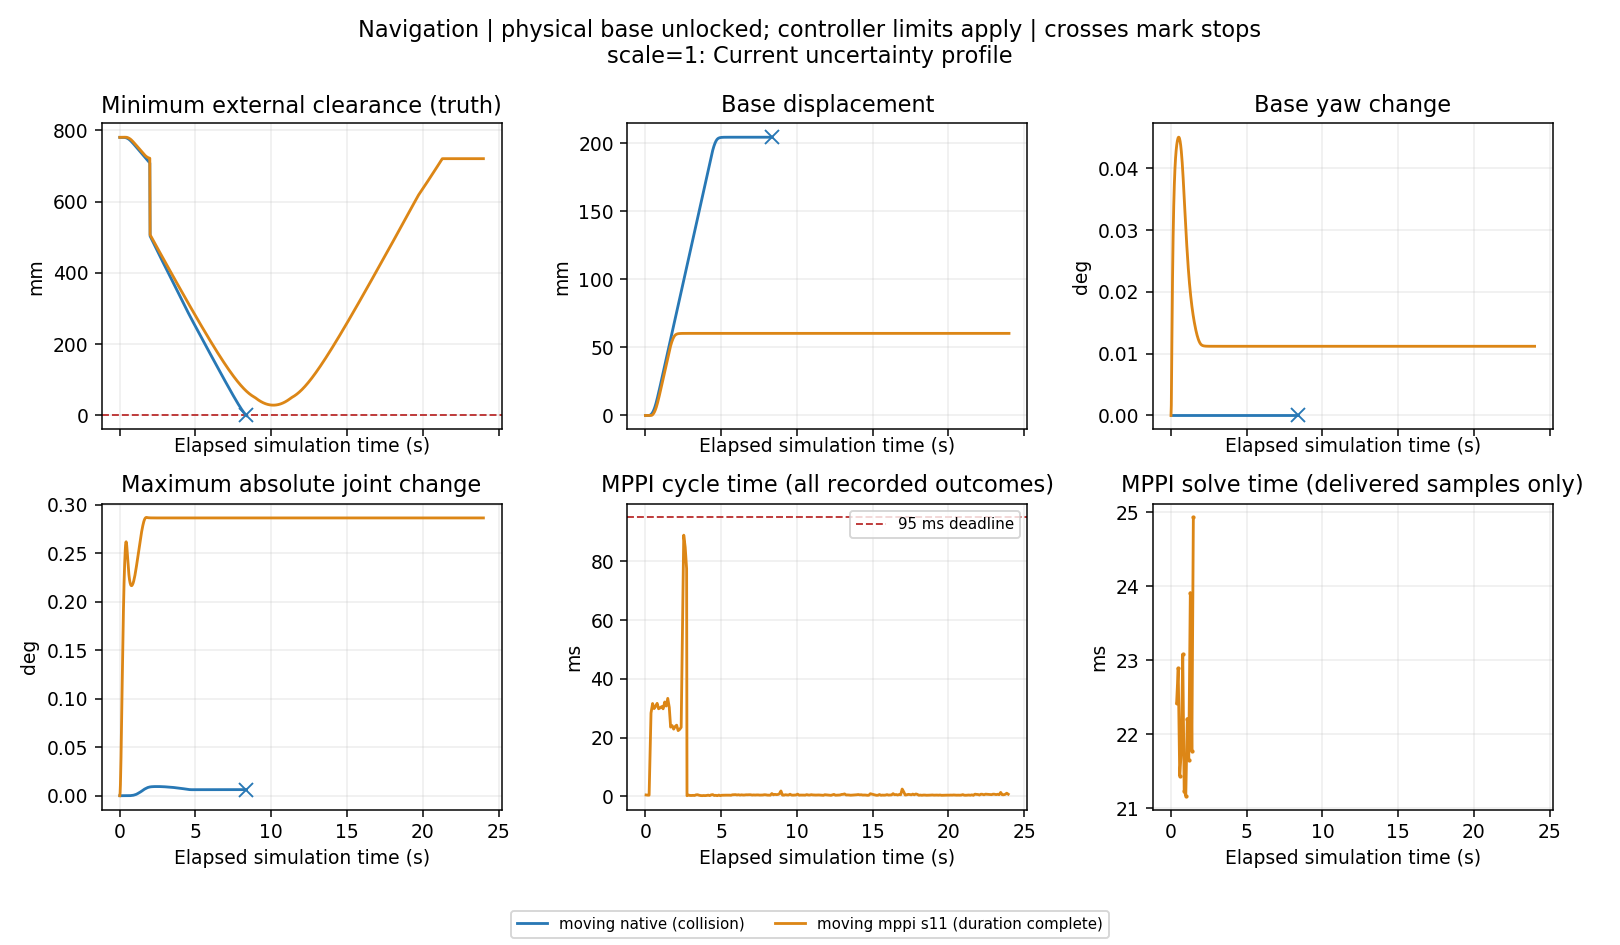 Navigation | physical base unlocked; controller limits apply | crosses mark stops
scale=1: Current uncertainty profile
Minimum external clearance (truth)
800
600
400
200
0
mm
Elapsed simulation time (s)
Base displacement
200
150
100
50
0
mm
Elapsed simulation time (s)
Base yaw change
0.04
0.03
0.02
0.01
0.00
deg
Elapsed simulation time (s)
Maximum absolute joint change
0.30
0.25
0.20
0.15
0.10
0.05
0.00
deg
0 5 10 15 20 25
Elapsed simulation time (s)
MPPI cycle time (all recorded outcomes)
95 ms deadline
80
60
40
20
0
ms
0 5 10 15 20 25
Elapsed simulation time (s)
MPPI solve time (delivered samples only)
25
24
23
22
21
ms
0 5 10 15 20 25
Elapsed simulation time (s)
moving native (collision) moving mppi s11 (duration complete)